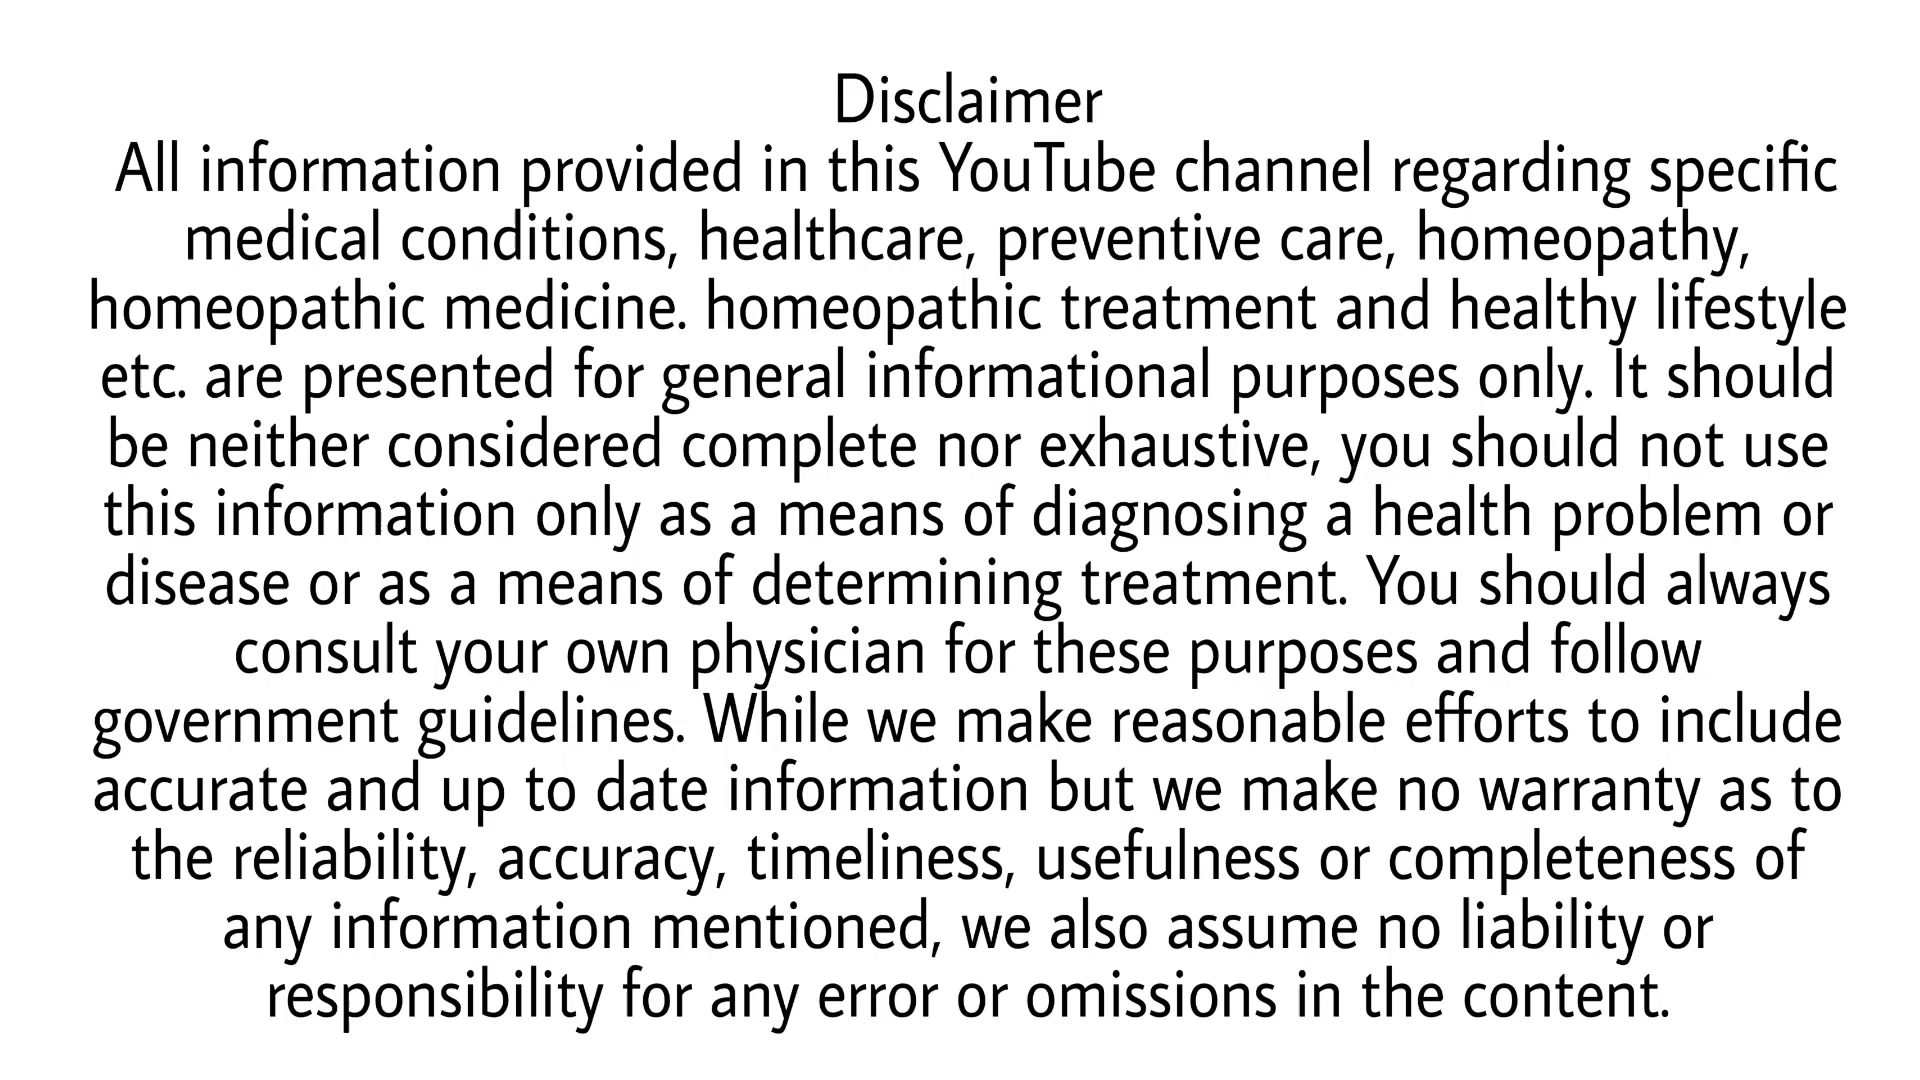 Disclaimer
All information provided in this YouTube channel regarding specific
medical conditions, healthcare, preventive care, homeopathy,
homeopathic medicine. homeopathic treatment and healthy lifestyle
etc. are presented for general informational purposes only. It should
be neither considered complete nor exhaustive, you should not use
this information only as a means of diagnosing a health problem or
disease or as a means of determining treatment. You should always
consult your own physician for these purposes and follow
government guidelines. While we make reasonable efforts to include
accurate and up to date information but we make no warranty as to
the reliability, accuracy, timeliness, usefulness or completeness of
any information mentioned, we also assume no liability or
responsibility for any error or omissions in the content.